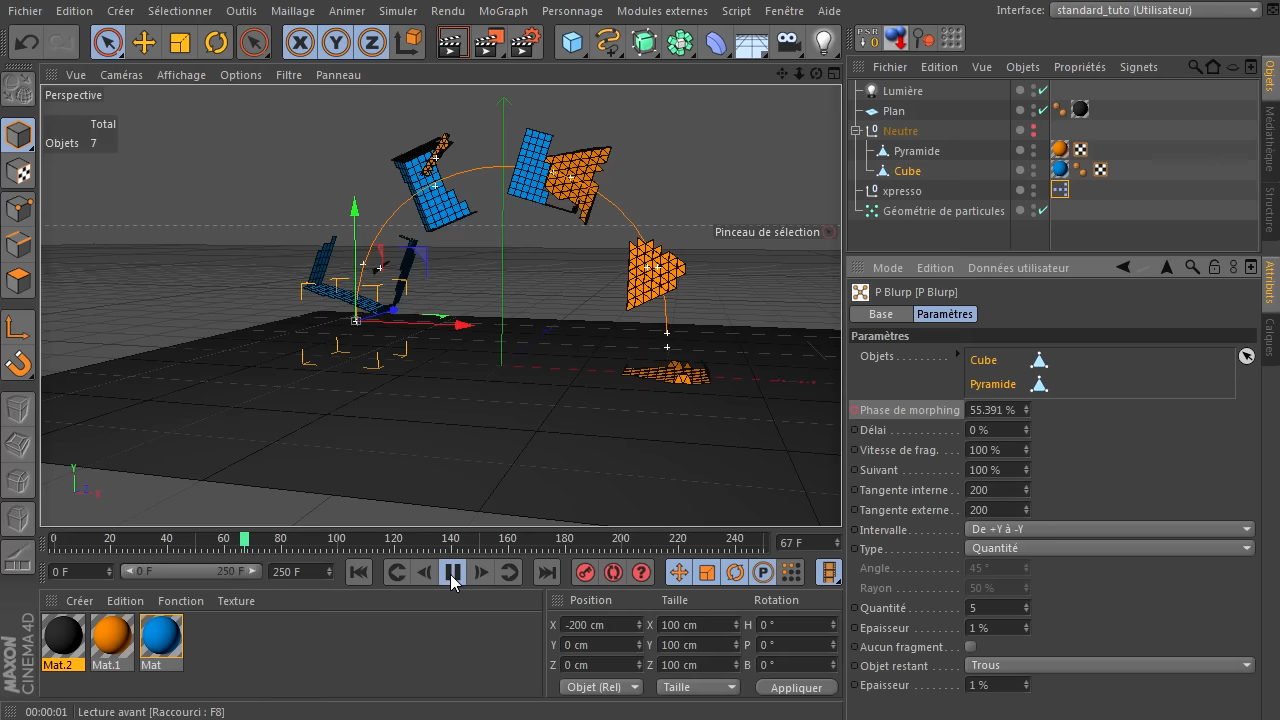 Fichier Edition Créer Sélectionner Outils Maillage Animer Simuler Rendu MoGraph Personnage Modules externes Script Fenêtre Aide
Interface: standard_tuto (Utilisateur)
PSR
0
Vue Caméras Affichage Options Filtre Panneau
Perspective
Total
Objets 7
Pinceau de sélection
Y
Z
X
Fichier Edition Vue Objets Propriétés Signets
Lumière
Plan
Neutre
Pyramide
Cube
xpresso
Géométrie de particules
Objets
Médiathèque
Structure
Attributs
Calques
Mode Edition Données utilisateur
P Blurp [P Blurp]
Base Paramètres
Paramètres
Objets
Cube
Pyramide
Phase de morphing 55.391 %
Délai 0 %
Vitesse de frag. 100 %
Suivant 100 %
Tangente interne 200
Tangente externe 200
Intervalle De +Y à -Y
Type Quantité
Angle 45 °
Rayon 50 %
Quantité 5
Epaisseur 1 %
Aucun fragment
Objet restant Trous
Epaisseur 1 %
0 20 40 60 80 100 120 140 160 180 200 220 240
67 F
0 F 0 F 250 F 250 F
Créer Edition Fonction Texture
Mat.2 Mat.1 Mat
Position Taille Rotation
X -200 cm X 100 cm H 0 °
Y 0 cm Y 100 cm P 0 °
Z 0 cm Z 100 cm B 0 °
Objet (Rel) Taille Appliquer
MAXON
CINEMA 4D
00:00:01 Lecture avant [Raccourci : F8]